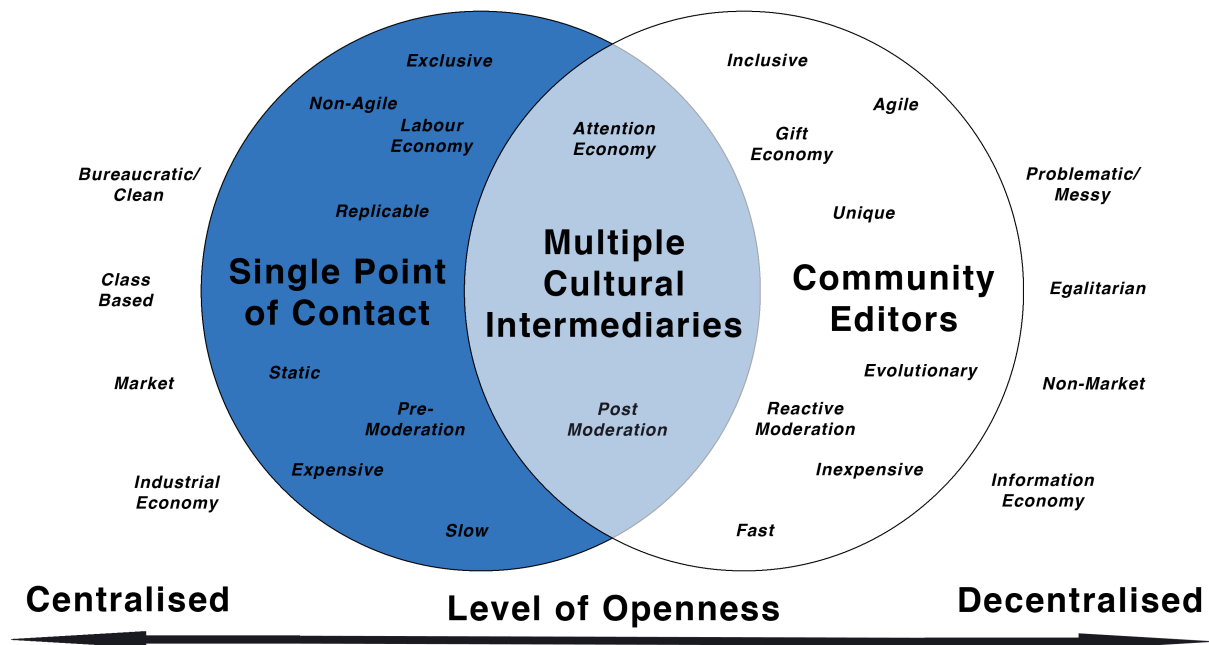 Exclusive
Non-Agile
Labour
Economy
Replicable
Single Point
of Contact
Static
Pre-
Moderation
Expensive
Slow
Bureaucratic/
Clean
Class
Based
Market
Industrial
Economy
Attention
Economy
Multiple
Cultural
Intermediaries
Post
Moderation
Inclusive
Agile
Gift
Economy
Unique
Community
Editors
Evolutionary
Reactive
Moderation
Inexpensive
Fast
Problematic/
Messy
Egalitarian
Non-Market
Information
Economy
Centralised
Level of Openness
Decentralised